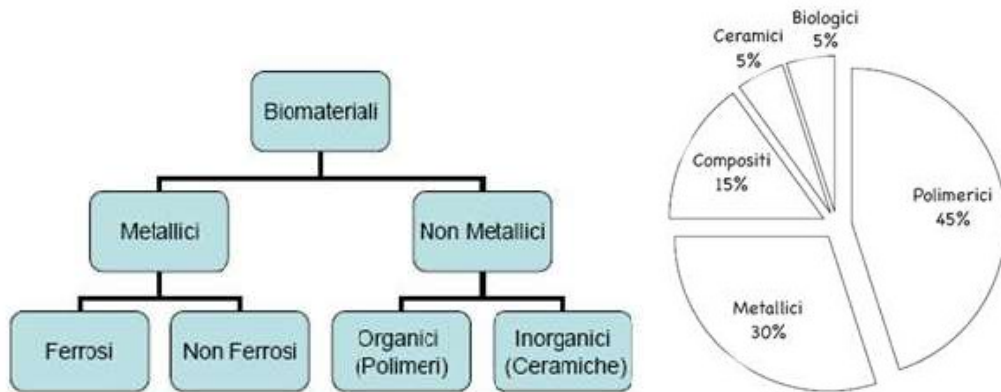 Biomateriali
Metallici
Non Metallici
Ferrosi
Non Ferrosi
Organici
(Polimeri)
Inorganici
(Ceramiche)
Biologici
5%
Ceramici
5%
Compositi
15%
Polimerici
45%
Metallici
30%